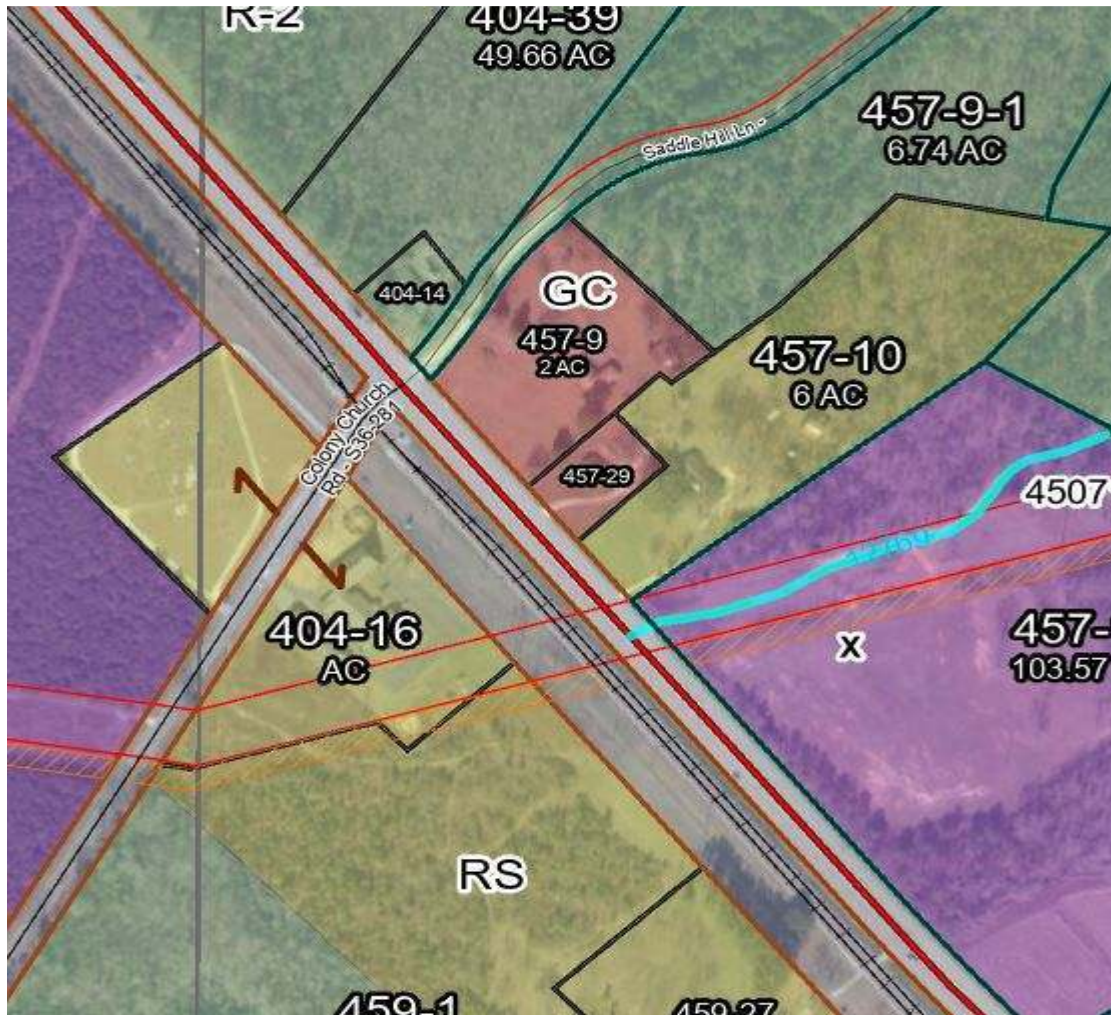 R-2
404-39
49.66 AC
457-9-1
6.74 AC
Saddle Hill Ln -
404-14
GC
457-9
2 AC
457-10
6 AC
Colony Church
Rd - S36-281
457-29
4507
404-16
AC
X
457-
103.57
RS
459-1
459-27